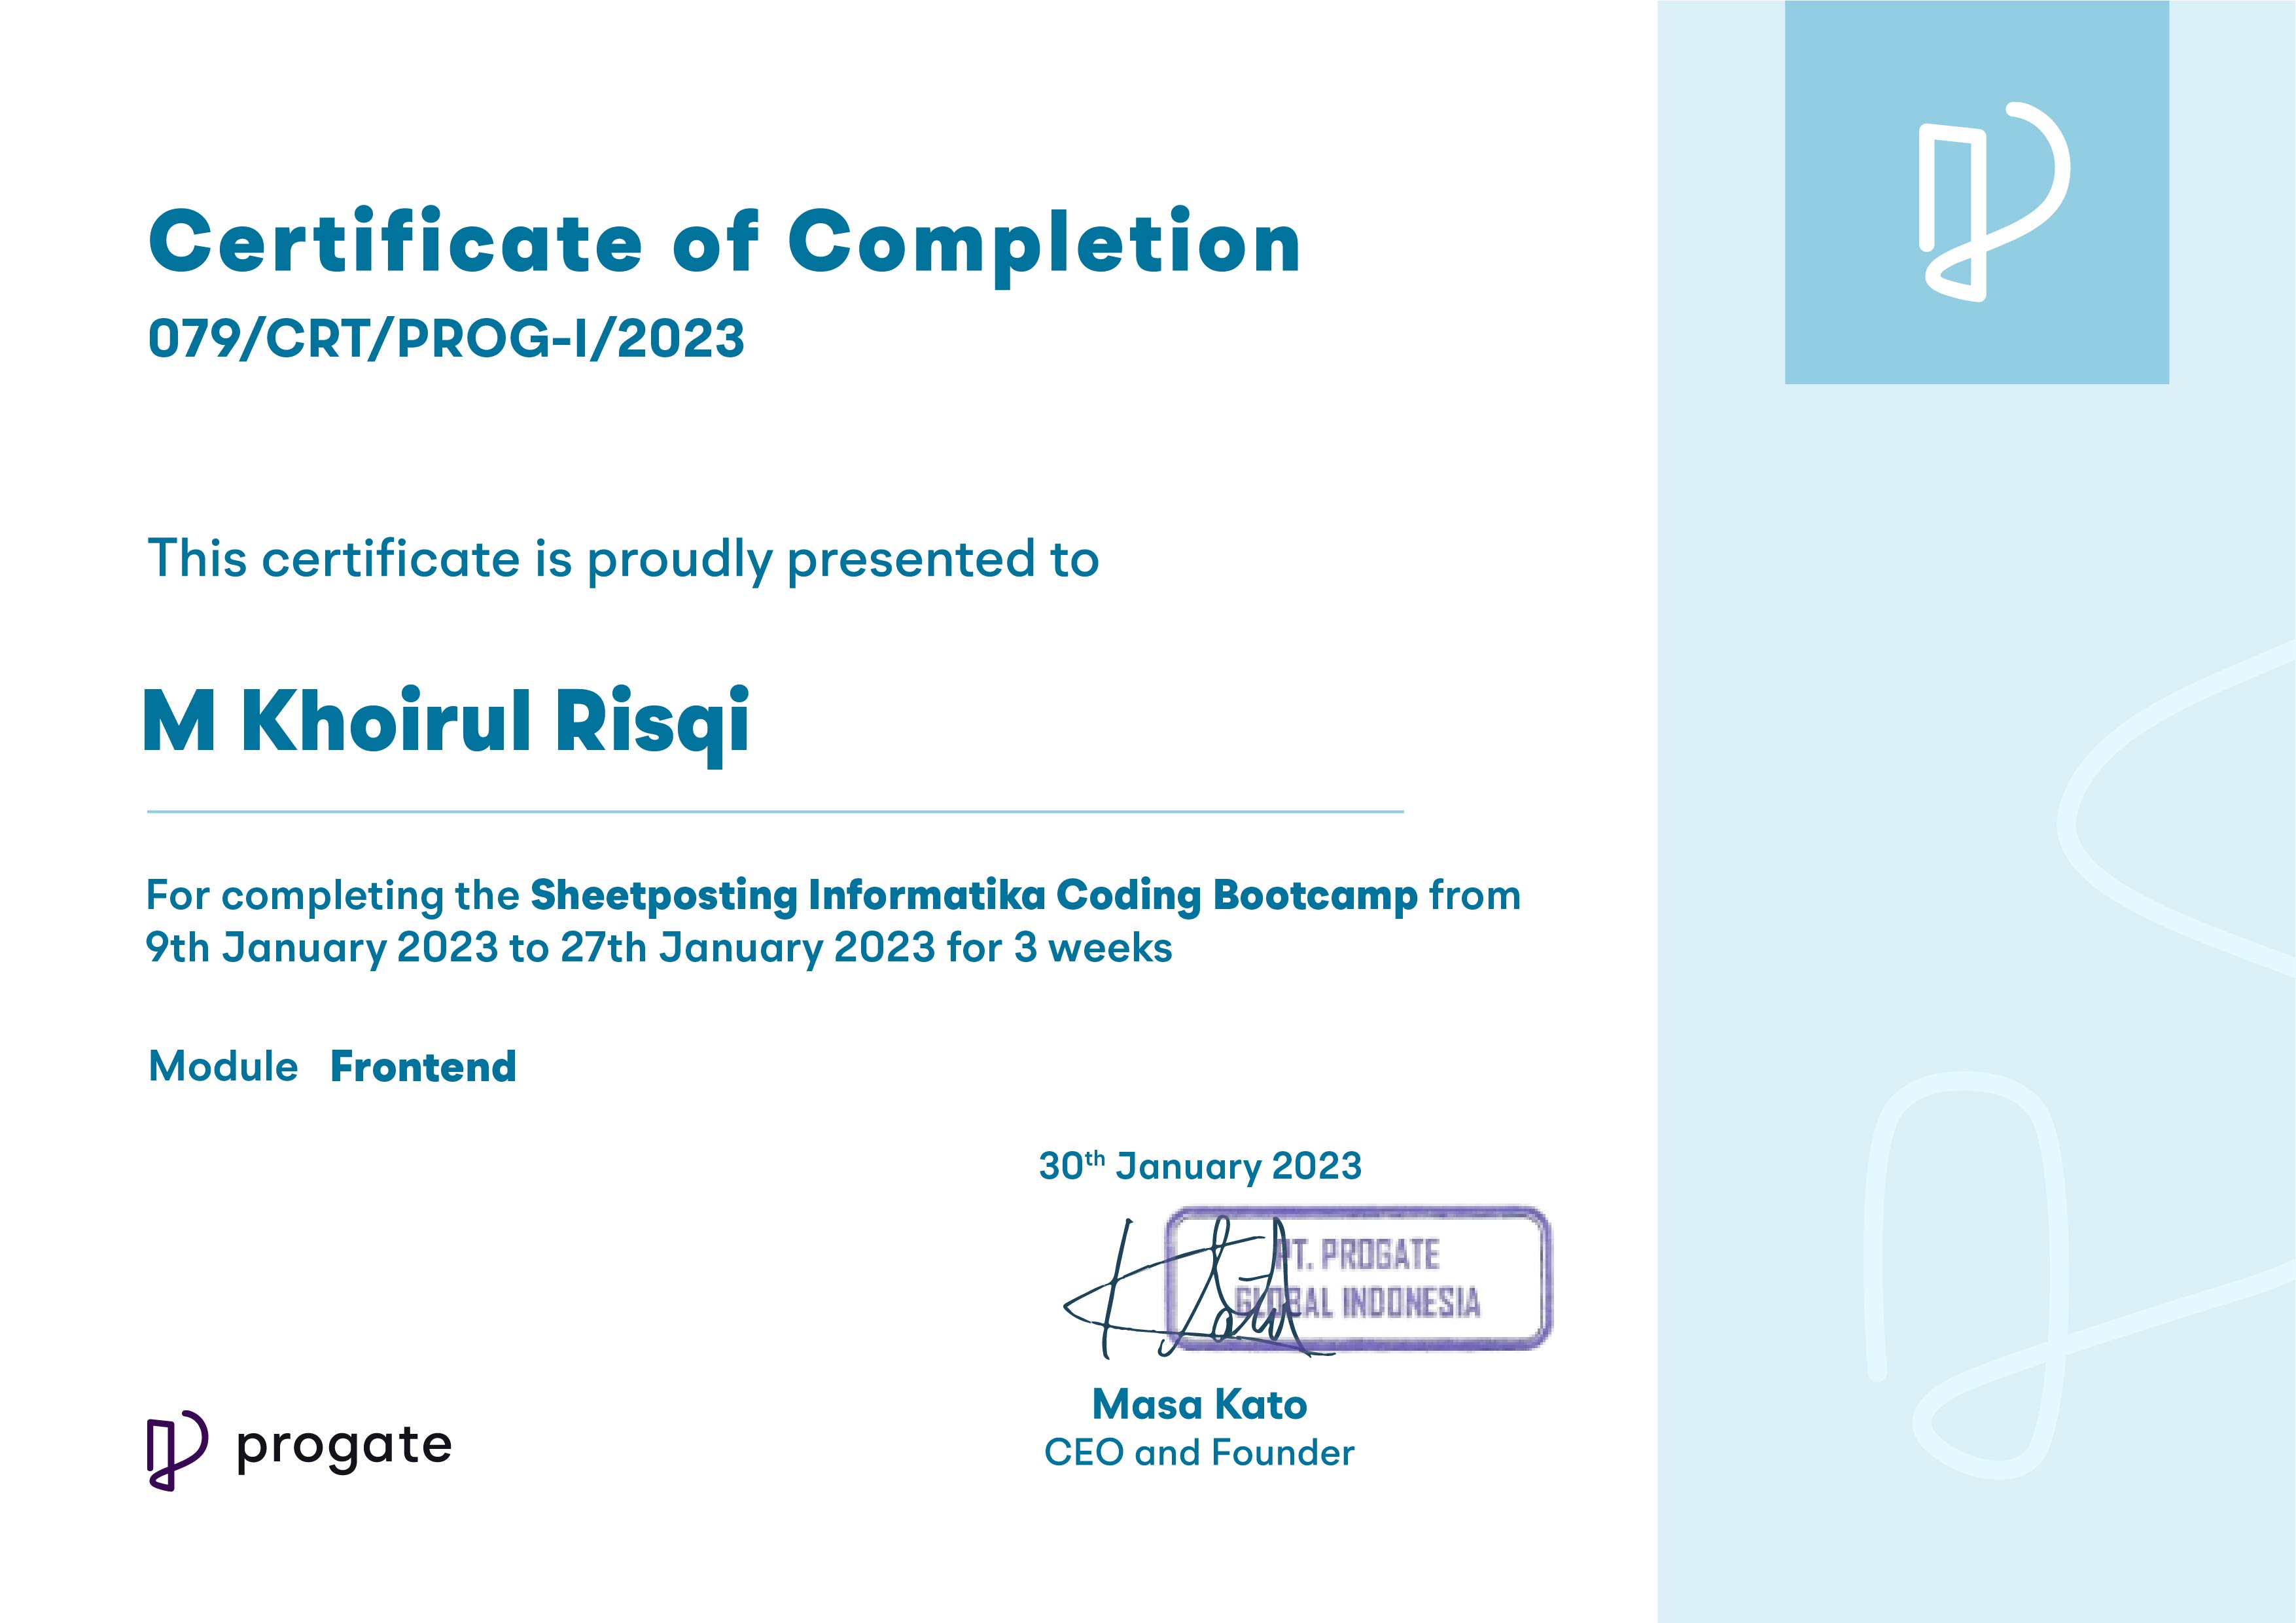 Certificate of Completion
079/CRT/PROG-I/2023
This certificate is proudly presented to
M Khoirul Risqi
For completing the Sheetposting Informatika Coding Bootcamp from
9th January 2023 to 27th January 2023 for 3 weeks
Module Frontend
30th January 2023
PT. PROGATE
GLOBAL INDONESIA
Masa Kato
CEO and Founder
progate